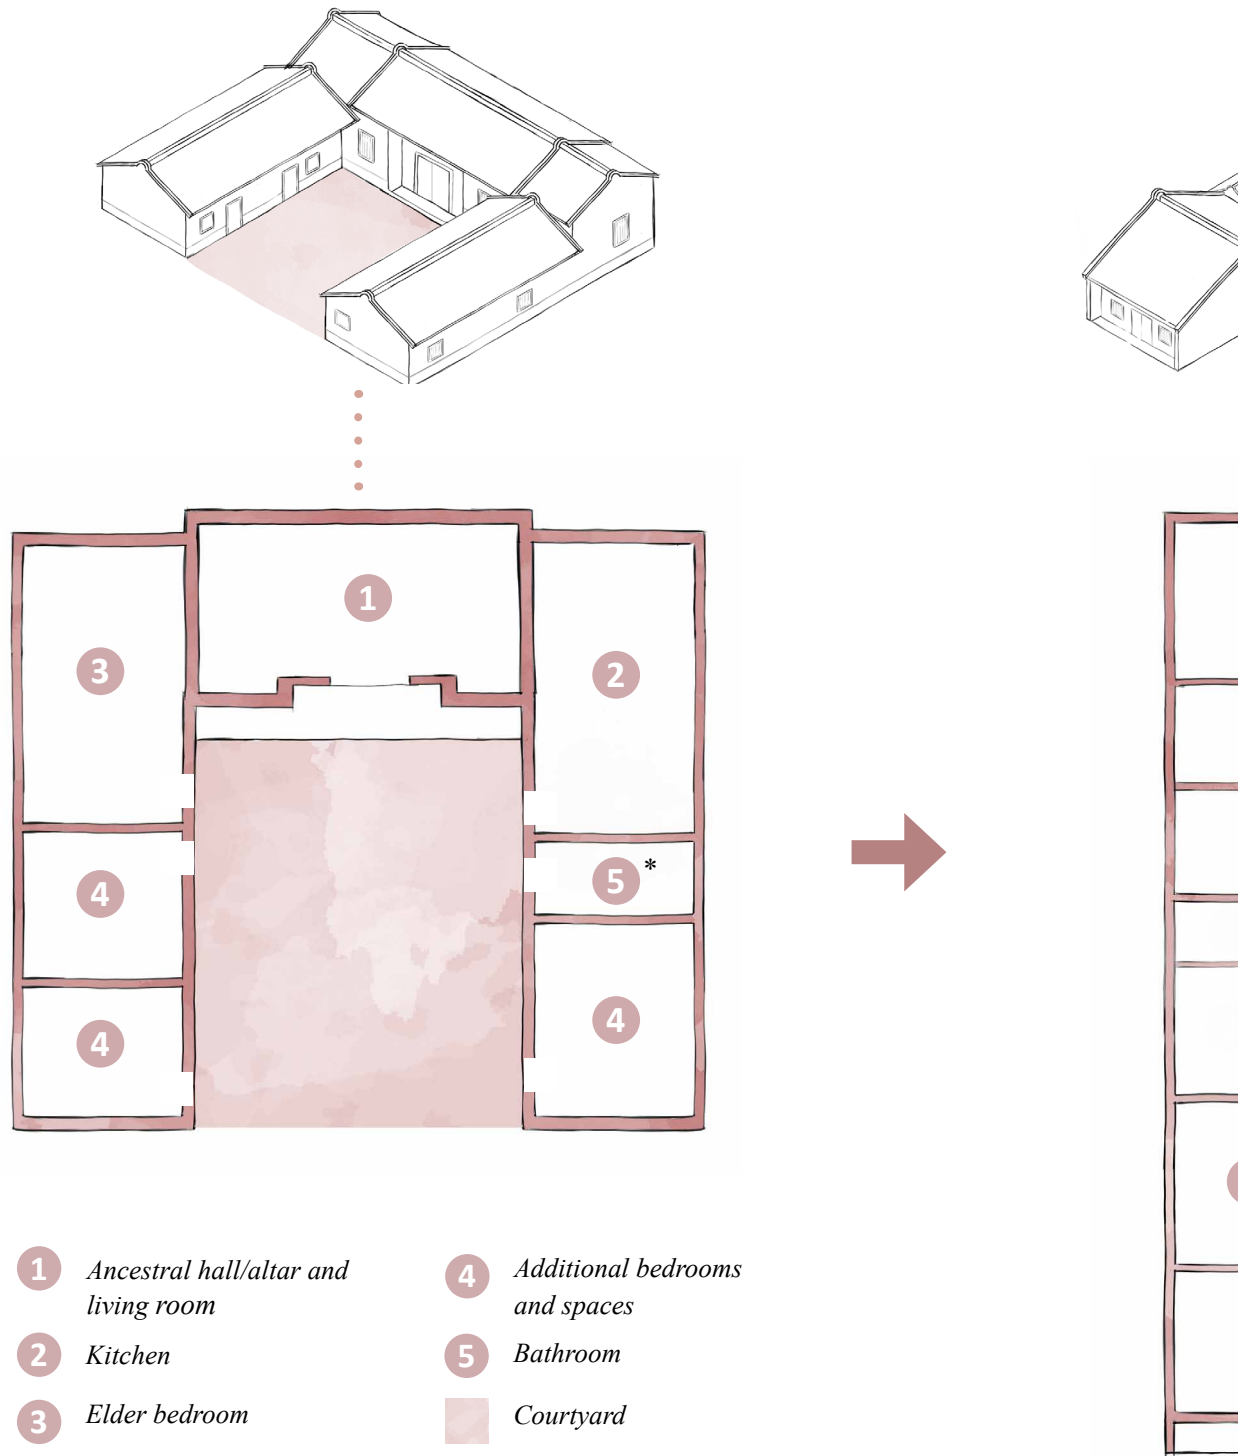 1
3
2
4
5 *
4
4
1 Ancestral hall/altar and
living room
2 Kitchen
3 Elder bedroom
4 Additional bedrooms
and spaces
5 Bathroom
Courtyard